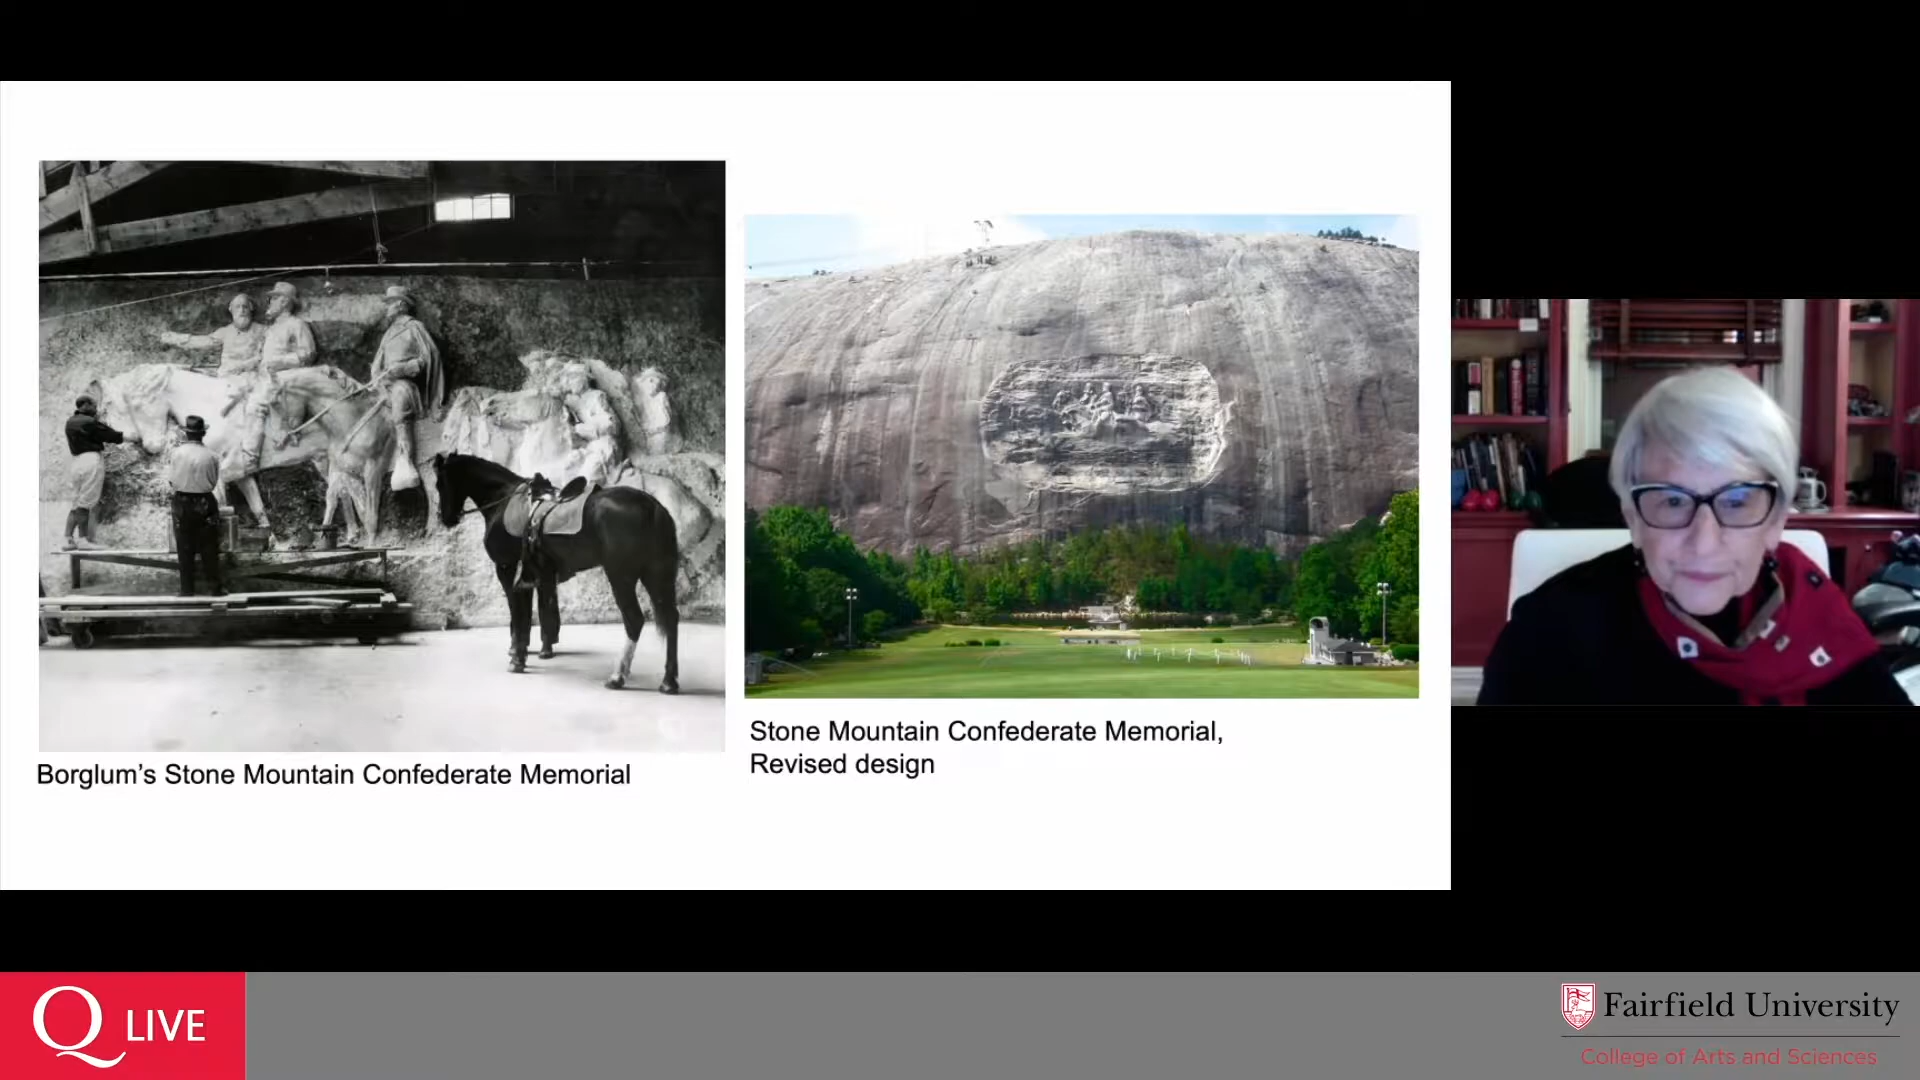 Borglum’s Stone Mountain Confederate Memorial
Stone Mountain Confederate Memorial,
Revised design
Q LIVE
Fairfield University
College of Arts and Sciences